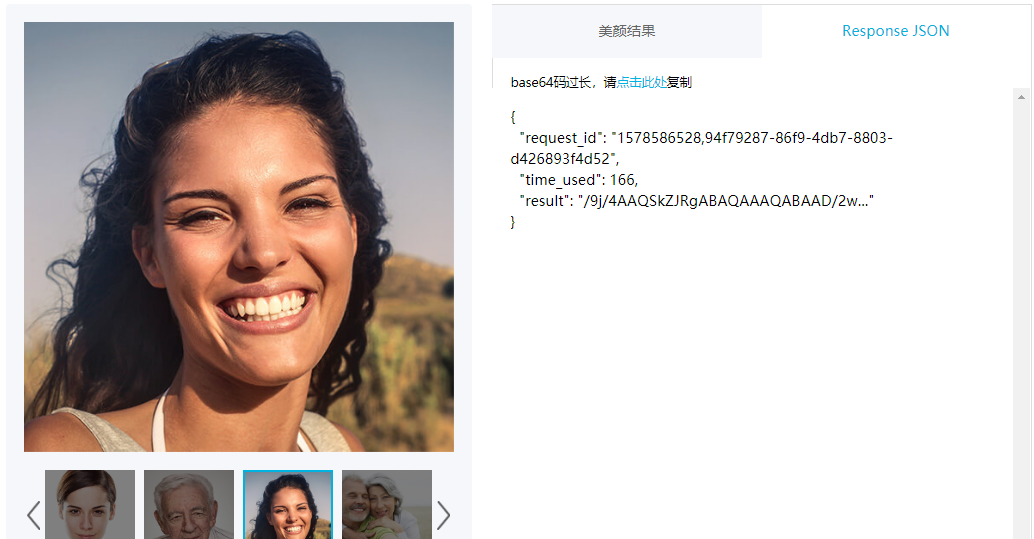 美颜结果
Response JSON
base64码过长，请点击此处复制
{
"request_id": "1578586528,94f79287-86f9-4db7-8803-
d426893f4d52",
"time_used": 166,
"result": "/9j/4AAQSkZJRgABAQAAAQABAAD/2w..."
}